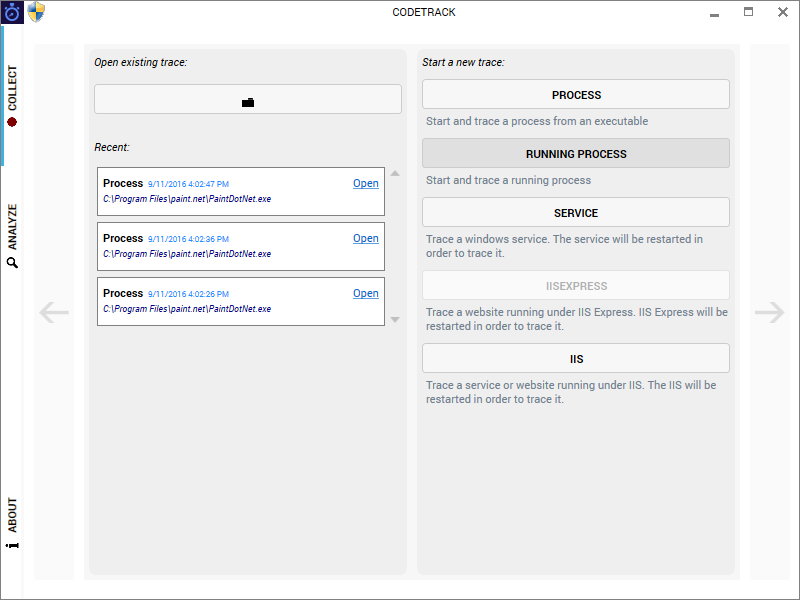 CODETRACK
COLLECT
ANALYZE
ABOUT
Open existing trace:
Recent:
Process 9/11/2016 4:02:47 PM Open
C:\Program Files\paint.net\PaintDotNet.exe
Process 9/11/2016 4:02:36 PM Open
C:\Program Files\paint.net\PaintDotNet.exe
Process 9/11/2016 4:02:26 PM Open
C:\Program Files\paint.net\PaintDotNet.exe
Start a new trace:
PROCESS
Start and trace a process from an executable
RUNNING PROCESS
Start and trace a running process
SERVICE
Trace a windows service. The service will be restarted in
order to trace it.
IISEXPRESS
Trace a website running under IIS Express. IIS Express will be
restarted in order to trace it.
IIS
Trace a service or website running under IIS. The IIS will be
restarted in order to trace it.